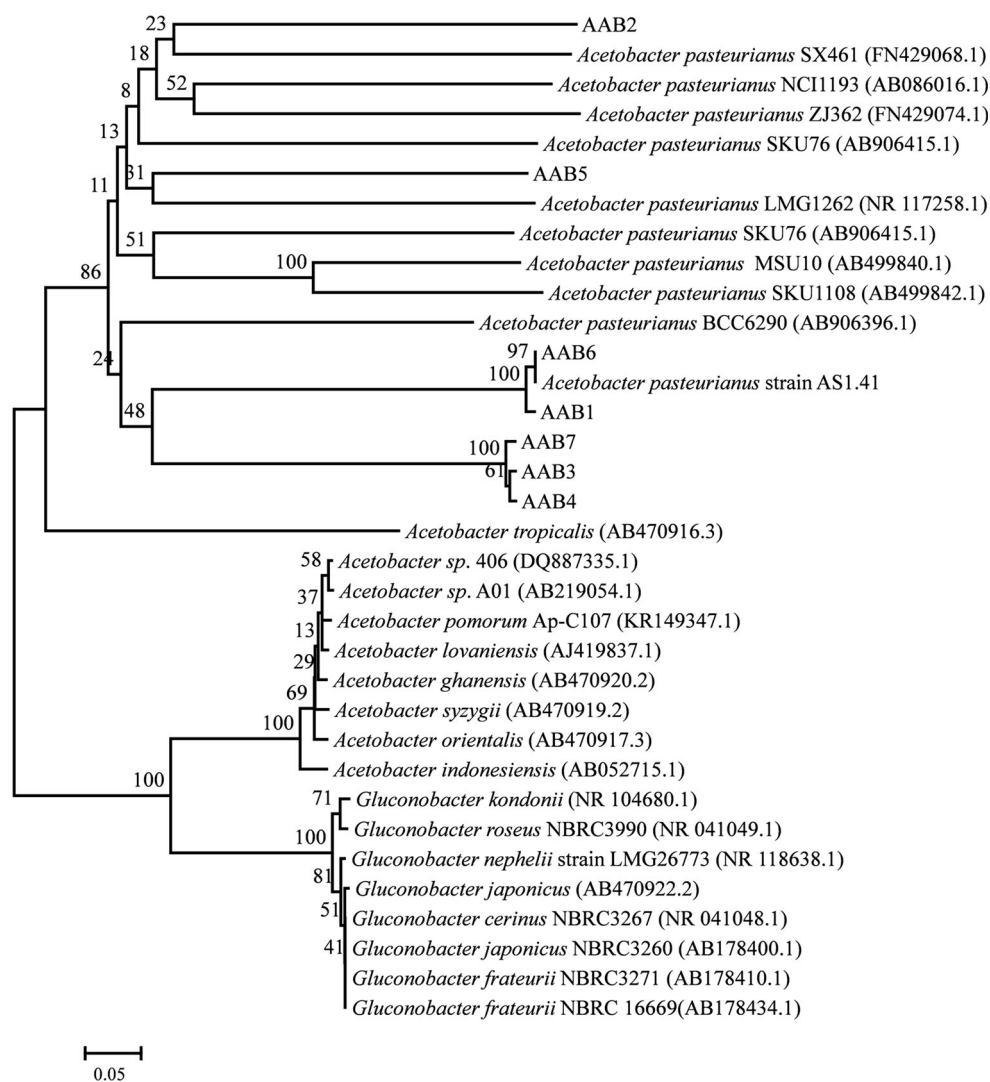 23
AAB2
Acetobacter pasteurianus SX461 (FN429068.1)
18
52
Acetobacter pasteurianus NCI1193 (AB086016.1)
8
Acetobacter pasteurianus ZJ362 (FN429074.1)
13
Acetobacter pasteurianus SKU76 (AB906415.1)
31
AAB5
11
Acetobacter pasteurianus LMG1262 (NR 117258.1)
51
Acetobacter pasteurianus SKU76 (AB906415.1)
86
100
Acetobacter pasteurianus MSU10 (AB499840.1)
Acetobacter pasteurianus SKU1108 (AB499842.1)
Acetobacter pasteurianus BCC6290 (AB906396.1)
24
97
AAB6
100
Acetobacter pasteurianus strain AS1.41
48
AAB1
100
AAB7
61
AAB3
AAB4
Acetobacter tropicalis (AB470916.3)
58
Acetobacter sp. 406 (DQ887335.1)
37
Acetobacter sp. A01 (AB219054.1)
13
Acetobacter pomorum Ap-C107 (KR149347.1)
29
Acetobacter lovaniensis (AJ419837.1)
69
Acetobacter ghanensis (AB470920.2)
100
Acetobacter syzygii (AB470919.2)
Acetobacter orientalis (AB470917.3)
100
Acetobacter indonesiensis (AB052715.1)
71
Gluconobacter kondonii (NR 104680.1)
100
Gluconobacter roseus NBRC3990 (NR 041049.1)
81
Gluconobacter nephelii strain LMG26773 (NR 118638.1)
51
Gluconobacter japonicus (AB470922.2)
Gluconobacter cerinus NBRC3267 (NR 041048.1)
41
Gluconobacter japonicus NBRC3260 (AB178400.1)
Gluconobacter frateurii NBRC3271 (AB178410.1)
Gluconobacter frateurii NBRC 16669(AB178434.1)
0.05